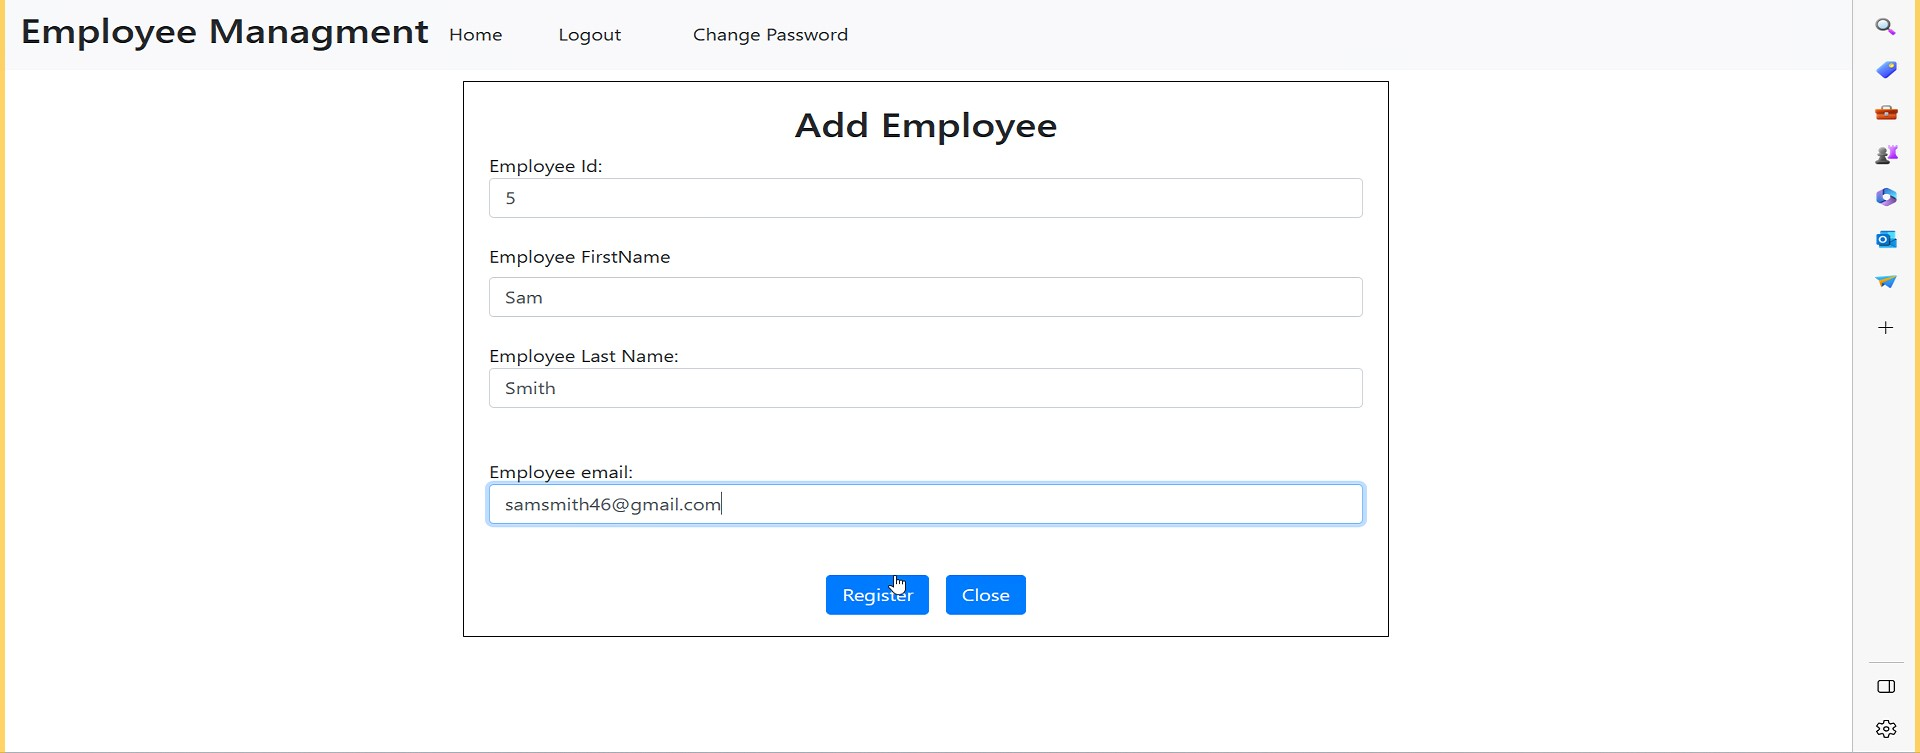 Employee Managment Home Logout Change Password
Add Employee
Employee Id:
5
Employee FirstName
Sam
Employee Last Name:
Smith
Employee email:
samsmith46@gmail.com
Register Close